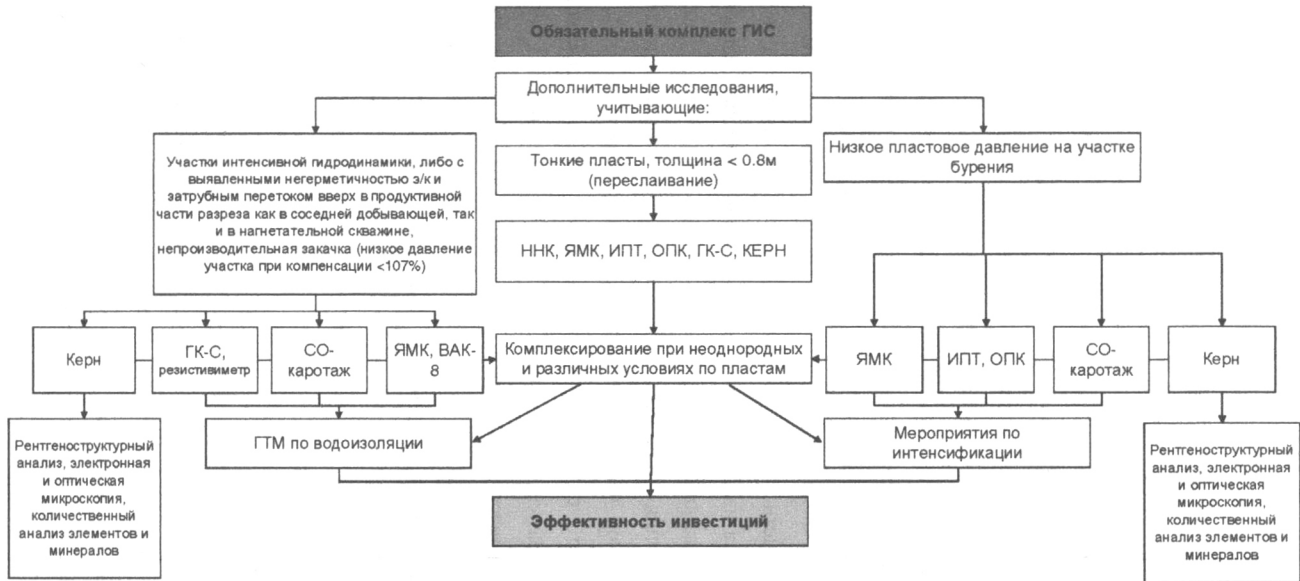 Обязательный комплекс ГИС
Дополнительные исследования,
учитывающие:
Участки интенсивной гидродинамики, либо с
выявленными негерметичностью э/к и
затрубным перетоком вверх в продуктивной
части разреза как в соседней добывающей, так
и в нагнетательной скважине,
непроизводительная закачка (низкое давление
участка при компенсации <107%)
Тонкие пласты, толщина < 0.8м
(переслаивание)
Низкое пластовое давление на участке
бурения
ННК, ЯМК, ИПТ, ОПК, ГК-С, КЕРН
Керн
ГК-С,
резистивиметр
СО-
каротаж
ЯМК, ВАК-
8
Комплексирование при неоднородных
и различных условиях по пластам
ЯМК
ИПТ, ОПК
СО-
каротаж
Керн
Рентгеноструктурный
анализ, электронная
и оптическая
микроскопия,
количественный
анализ элементов и
минералов
ГТМ по водоизоляции
Мероприятия по
интенсификации
Рентгеноструктурный
анализ, электронная
и оптическая
микроскопия,
количественный
анализ элементов и
минералов
Эффективность инвестиций